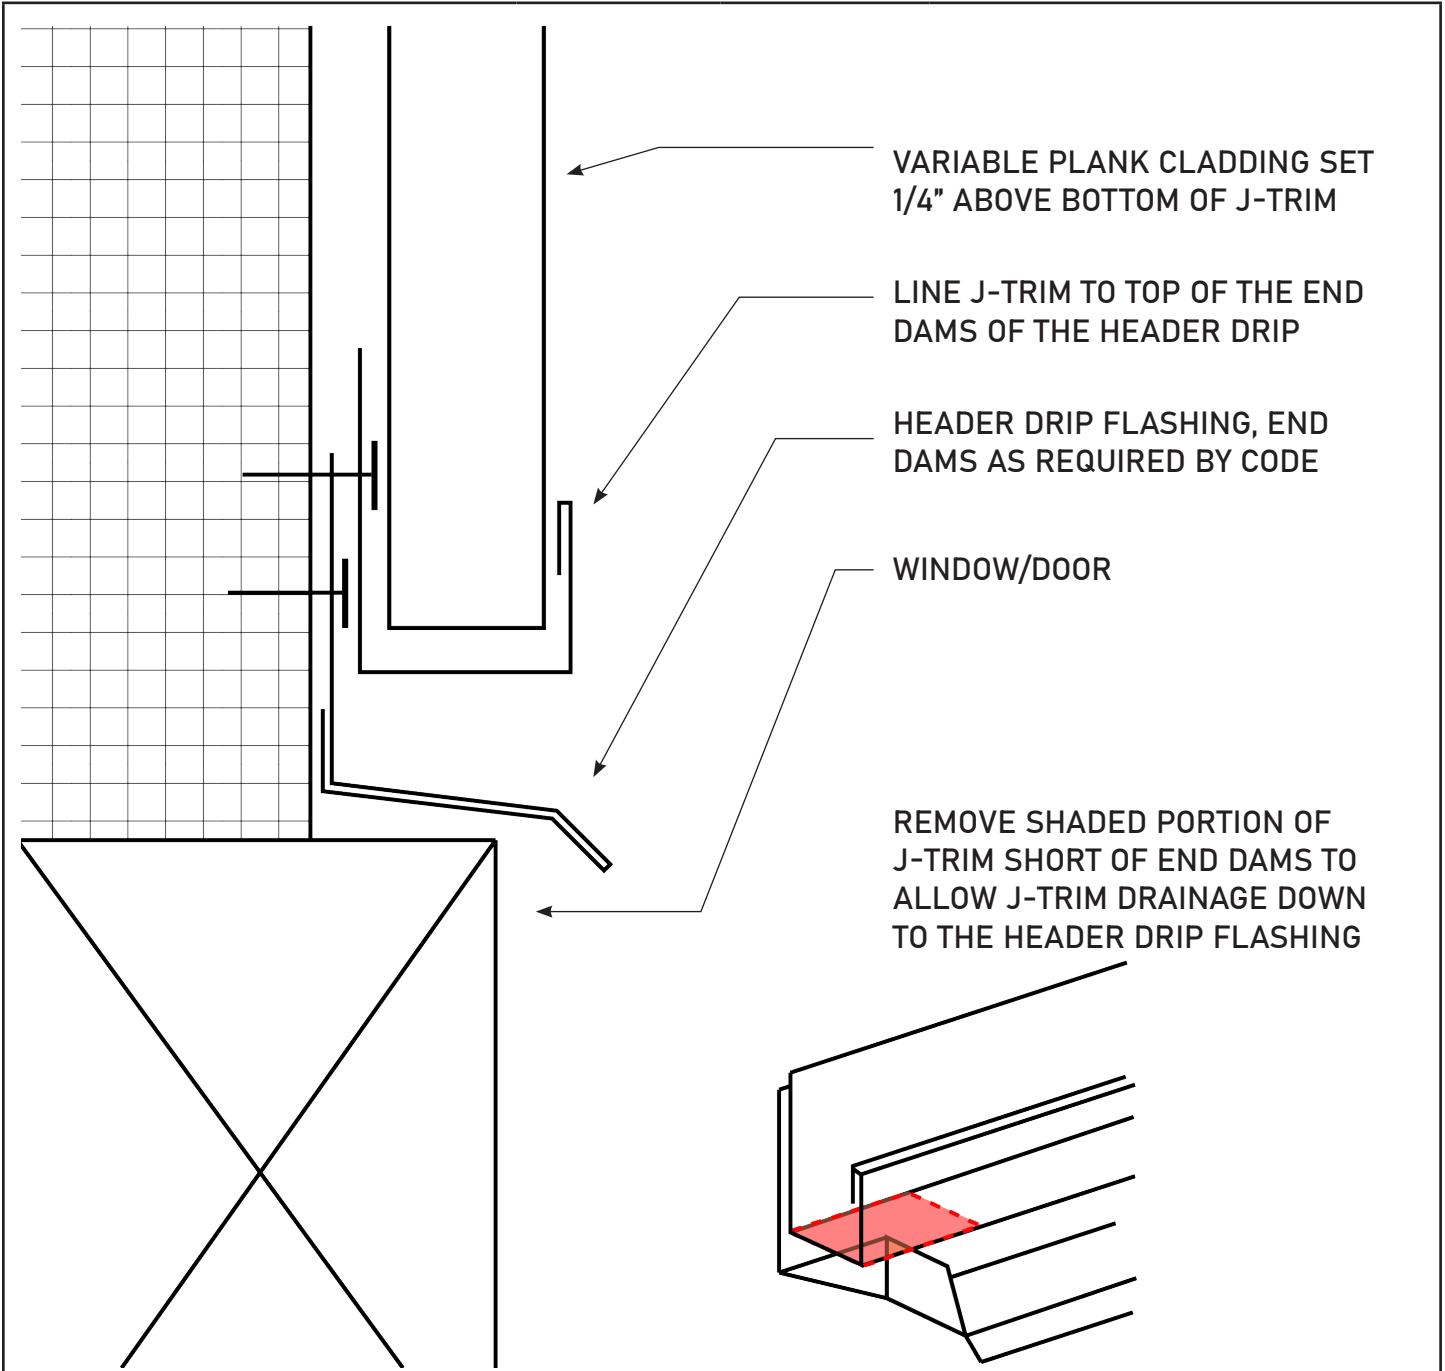 VARIABLE PLANK CLADDING SET
1/4” ABOVE BOTTOM OF J-TRIM
LINE J-TRIM TO TOP OF THE END
DAMS OF THE HEADER DRIP
HEADER DRIP FLASHING, END
DAMS AS REQUIRED BY CODE
WINDOW/DOOR
REMOVE SHADED PORTION OF
J-TRIM SHORT OF END DAMS TO
ALLOW J-TRIM DRAINAGE DOWN
TO THE HEADER DRIP FLASHING